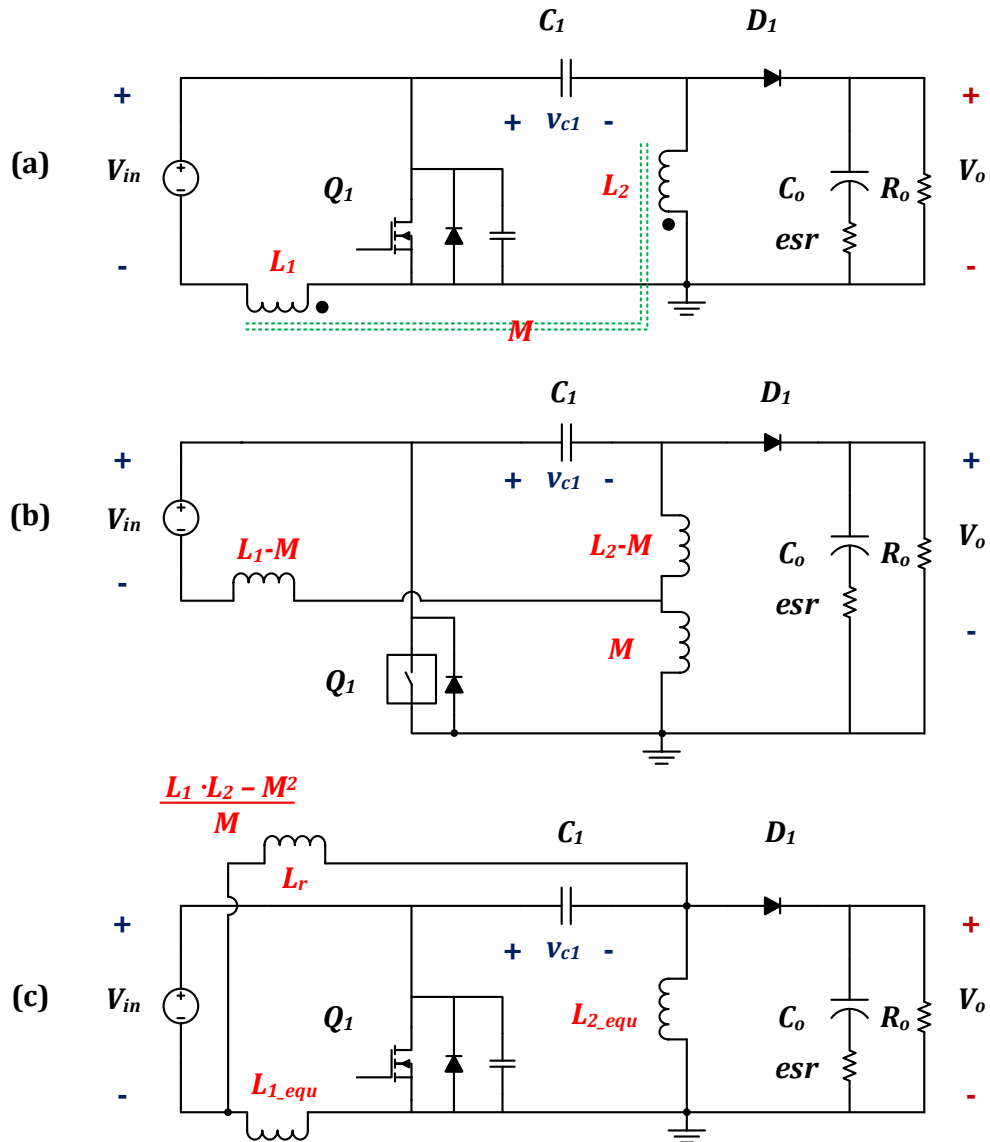 C1 D1
(a)
+ + 
Vin Q1 + vc1 - L2 Co Ro Vo
esr
- L1 -
M
C1 D1
(b)
+ + vc1 - +
Vin L1-M L2-M Co Ro Vo
- esr
Q1 M -
L1 ·L2 – M2
M
C1 D1
Lr
+ + vc1 - +
(c) Vin Q1 L2_equ Co Ro Vo
esr
- L1_equ -